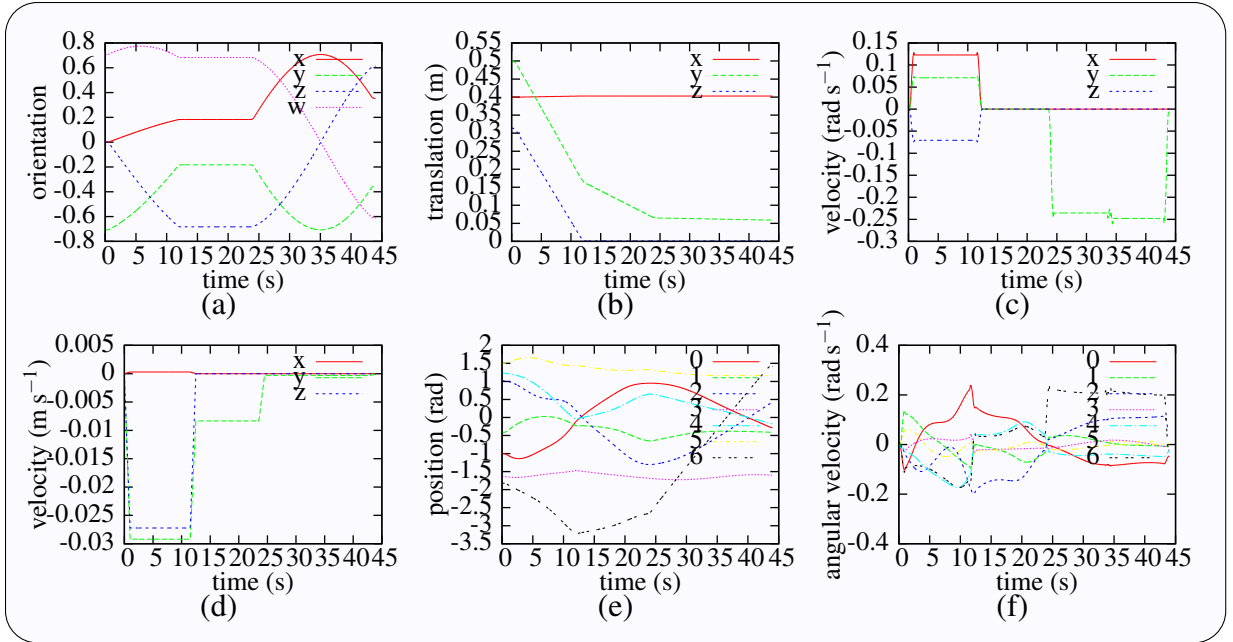 0.8
0.6
0.4
0.2
0
-0.2
-0.4
-0.6
-0.8
orientation
x
y
z
w
0 5 10 15 20 25 30 35 40 45
time (s)
(a)
0.55
0.5
0.45
0.4
0.35
0.3
0.25
0.2
0.15
0.1
0.05
0
translation (m)
x
y
z
0 5 10 15 20 25 30 35 40 45
time (s)
(b)
0.15
0.1
0.05
0
-0.05
-0.1
-0.15
-0.2
-0.25
-0.3
velocity (rad s⁻¹)
x
y
z
0 5 10 15 20 25 30 35 40 45
time (s)
(c)
0.005
0
-0.005
-0.01
-0.015
-0.02
-0.025
-0.03
velocity (m s⁻¹)
x
y
z
0 5 10 15 20 25 30 35 40 45
time (s)
(d)
2
1.5
1
0.5
0
-0.5
-1
-1.5
-2
-2.5
-3
-3.5
position (rad)
0
1
2
3
4
5
6
0 5 10 15 20 25 30 35 40 45
time (s)
(e)
0.4
0.2
0
-0.2
-0.4
angular velocity (rad s⁻¹)
0
1
2
3
4
5
6
0 5 10 15 20 25 30 35 40 45
time (s)
(f)